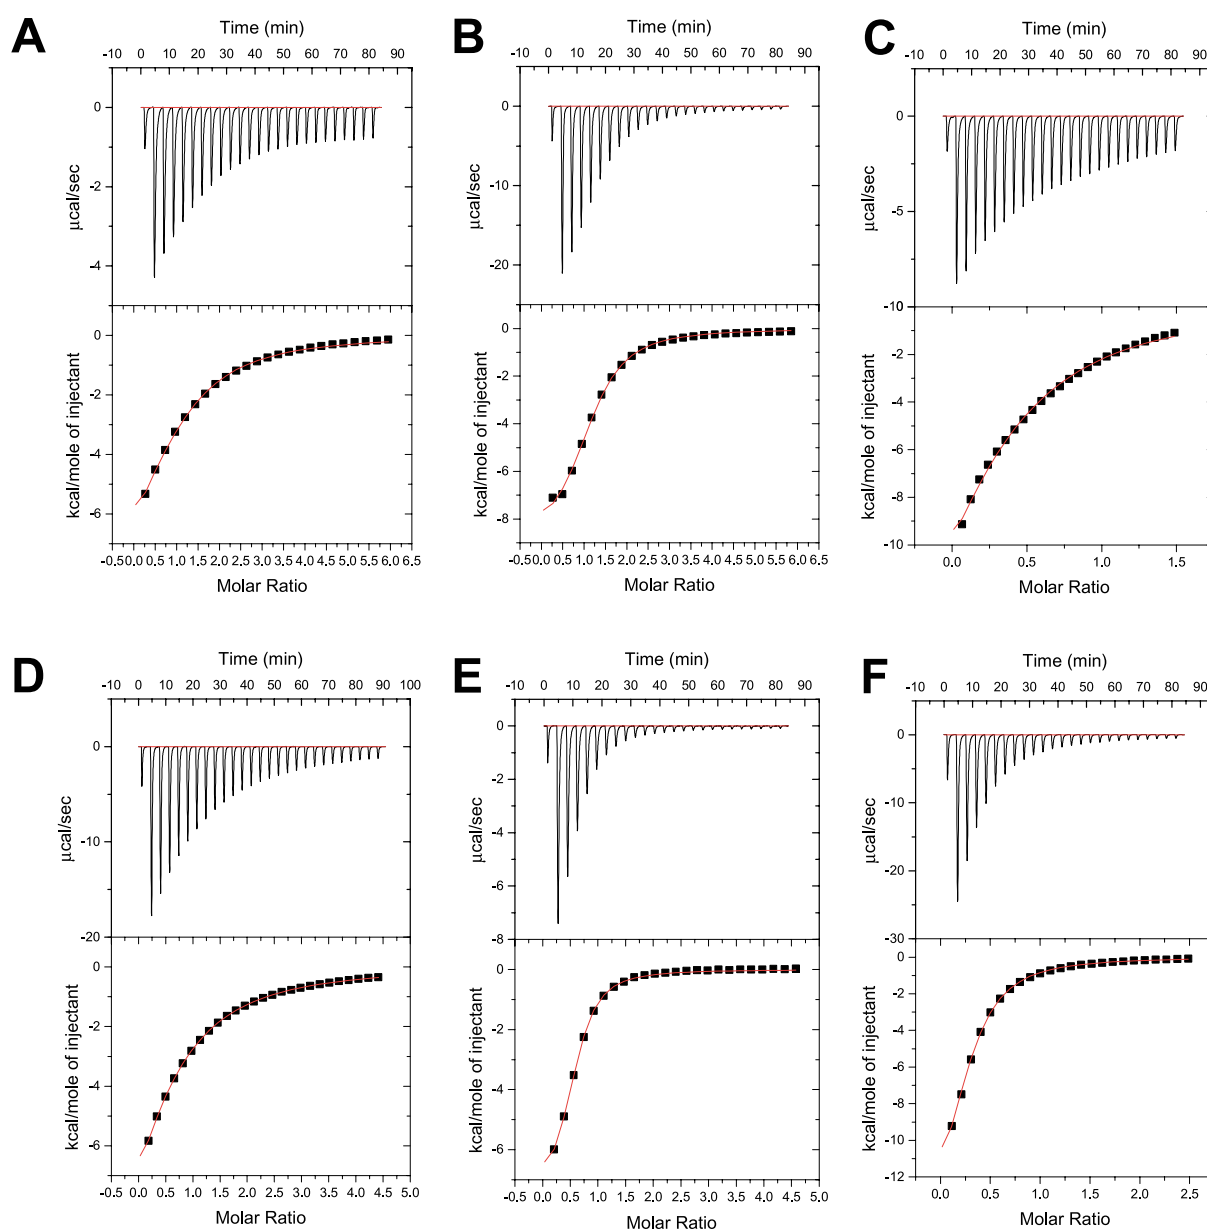 A
Time (min)
-10 0 10 20 30 40 50 60 70 80 90
0
-2
-4
µcal/sec
0
-2
-4
-6
kcal/mole of injectant
-0.5 0.0 0.5 1.0 1.5 2.0 2.5 3.0 3.5 4.0 4.5 5.0 5.5 6.0 6.5
Molar Ratio
B
Time (min)
-10 0 10 20 30 40 50 60 70 80 90
0
-10
-20
µcal/sec
0
-2
-4
-6
-8
kcal/mole of injectant
-0.5 0.0 0.5 1.0 1.5 2.0 2.5 3.0 3.5 4.0 4.5 5.0 5.5 6.0 6.5
Molar Ratio
C
Time (min)
-10 0 10 20 30 40 50 60 70 80 90
0
-5
-10
µcal/sec
-2
-4
-6
-8
-10
kcal/mole of injectant
0.0 0.5 1.0 1.5
Molar Ratio
D
Time (min)
-10 0 10 20 30 40 50 60 70 80 90 100
0
-10
-20
µcal/sec
0
-2
-4
-6
kcal/mole of injectant
-0.5 0.0 0.5 1.0 1.5 2.0 2.5 3.0 3.5 4.0 4.5 5.0
Molar Ratio
E
Time (min)
-10 0 10 20 30 40 50 60 70 80 90
0
-2
-4
-6
-8
µcal/sec
0
-2
-4
-6
kcal/mole of injectant
-0.5 0.0 0.5 1.0 1.5 2.0 2.5 3.0 3.5 4.0 4.5 5.0
Molar Ratio
F
Time (min)
-10 0 10 20 30 40 50 60 70 80 90
0
-10
-20
-30
µcal/sec
0
-2
-4
-6
-8
-10
-12
kcal/mole of injectant
0.0 0.5 1.0 1.5 2.0 2.5
Molar Ratio